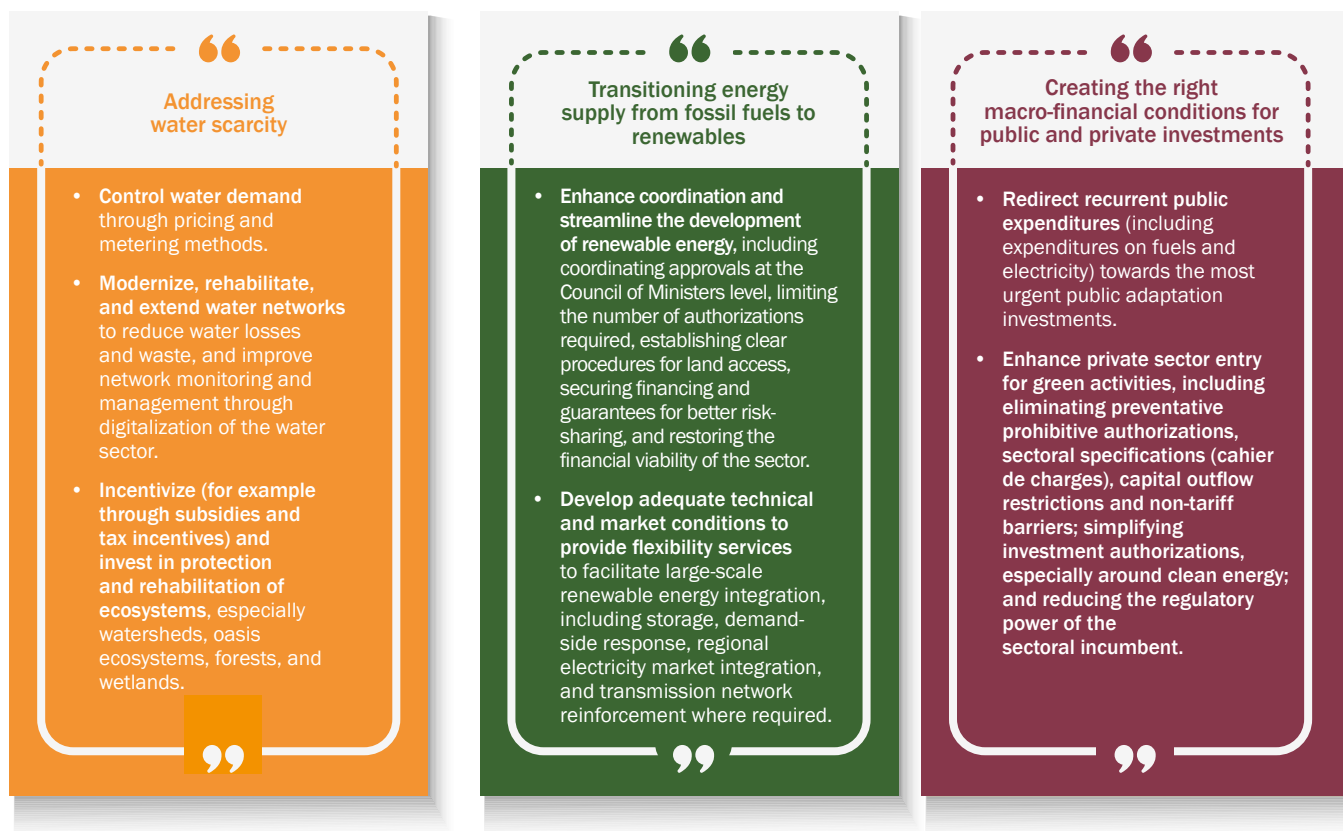 Addressing
water scarcity
• Control water demand
through pricing and
metering methods.
• Modernize, rehabilitate,
and extend water networks
to reduce water losses
and waste, and improve
network monitoring and
management through
digitalization of the water
sector.
• Incentivize (for example
through subsidies and
tax incentives) and
invest in protection
and rehabilitation of
ecosystems, especially
watersheds, oasis
ecosystems, forests, and
wetlands.
Transitioning energy
supply from fossil fuels to
renewables
• Enhance coordination and
streamline the development
of renewable energy, including
coordinating approvals at the
Council of Ministers level, limiting
the number of authorizations
required, establishing clear
procedures for land access,
securing financing and
guarantees for better risk-
sharing, and restoring the
financial viability of the sector.
• Develop adequate technical
and market conditions to
provide flexibility services
to facilitate large-scale
renewable energy integration,
including storage, demand-
side response, regional
electricity market integration,
and transmission network
reinforcement where required.
Creating the right
macro-financial conditions for
public and private investments
• Redirect recurrent public
expenditures (including
expenditures on fuels and
electricity) towards the most
urgent public adaptation
investments.
• Enhance private sector entry
for green activities, including
eliminating preventative
prohibitive authorizations,
sectoral specifications (cahier
de charges), capital outflow
restrictions and non-tariff
barriers; simplifying
investment authorizations,
especially around clean energy;
and reducing the regulatory
power of the
sectoral incumbent.